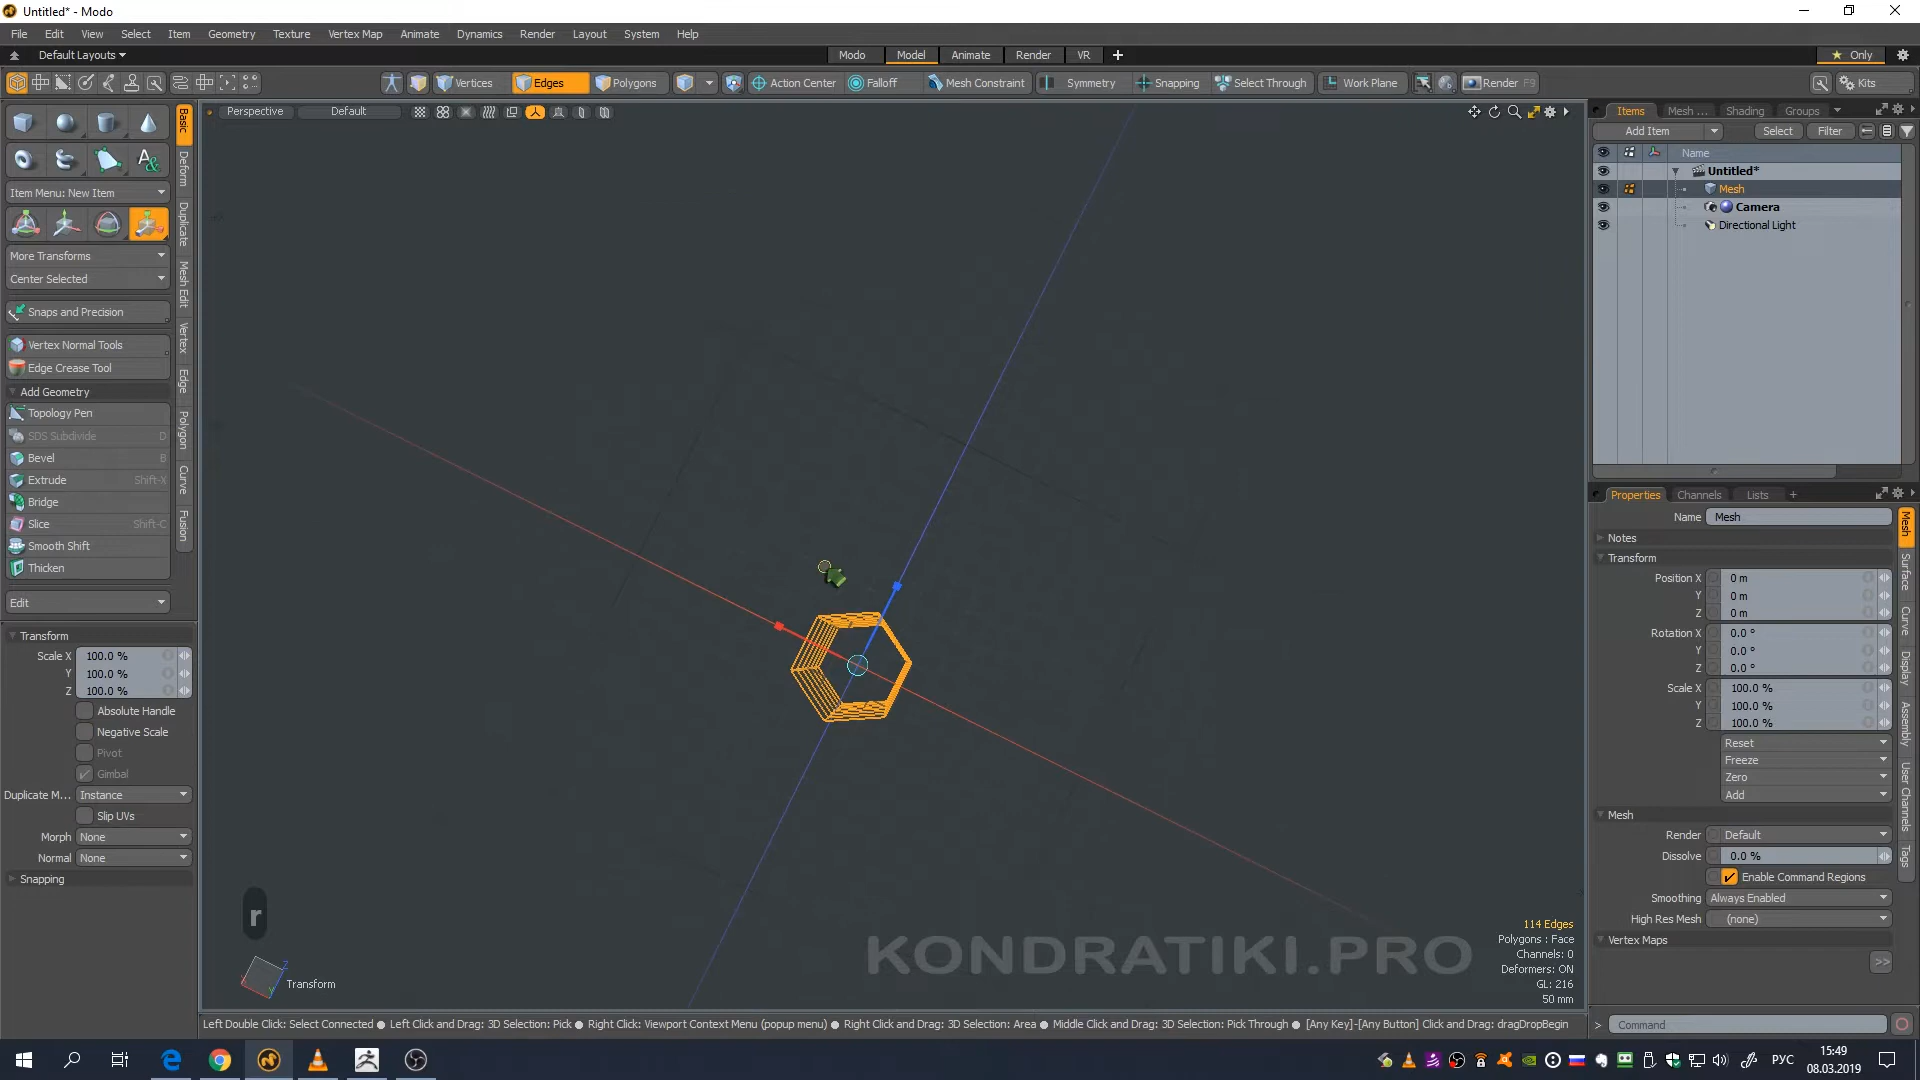 Untitled* - Modo
File Edit View Select Item Geometry Texture Vertex Map Animate Dynamics Render Layout System Help
Default Layouts
Modo Model Animate Render VR +
Only
Vertices Edges Polygons Action Center Falloff Mesh Constraint Symmetry Snapping Select Through Work Plane Render F9 Kits
Perspective Default
Basic
Deform
Duplicate
Mesh Edit
Vertex
Edge
Polygon
Curve
Fusion
Item Menu: New Item
More Transforms
Center Selected
Snaps and Precision
Vertex Normal Tools
Edge Crease Tool
Add Geometry
Topology Pen
SDS Subdivide D
Bevel B
Extrude Shift-X
Bridge
Slice Shift-C
Smooth Shift
Thicken
Edit
Transform
Scale X 100.0 %
Y 100.0 %
Z 100.0 %
Absolute Handle
Negative Scale
Pivot
Gimbal
Duplicate M... Instance
Slip UVs
Morph None
Normal None
Snapping
r
Transform
KONDRATIKI.PRO
114 Edges
Polygons : Face
Channels: 0
Deformers: ON
GL: 216
50 mm
Left Double Click: Select Connected ● Left Click and Drag: 3D Selection: Pick ● Right Click: Viewport Context Menu (popup menu) ● Right Click and Drag: 3D Selection: Area ● Middle Click and Drag: 3D Selection: Pick Through ● [Any Key]-[Any Button] Click and Drag: dragDropBegin
Items Mesh ... Shading Groups
Add Item Select Filter
Name
Untitled*
Mesh
Camera
Directional Light
Properties Channels Lists +
Name Mesh
Notes
Transform
Position X 0 m
Y 0 m
Z 0 m
Rotation X 0.0 °
Y 0.0 °
Z 0.0 °
Scale X 100.0 %
Y 100.0 %
Z 100.0 %
Reset
Freeze
Zero
Add
Mesh
Render Default
Dissolve 0.0 %
Enable Command Regions
Smoothing Always Enabled
High Res Mesh (none)
Vertex Maps
>>
Mesh
Surface
Curve
Display
Assembly
User Channels
Tags
> Command
РУС
15:49
08.03.2019